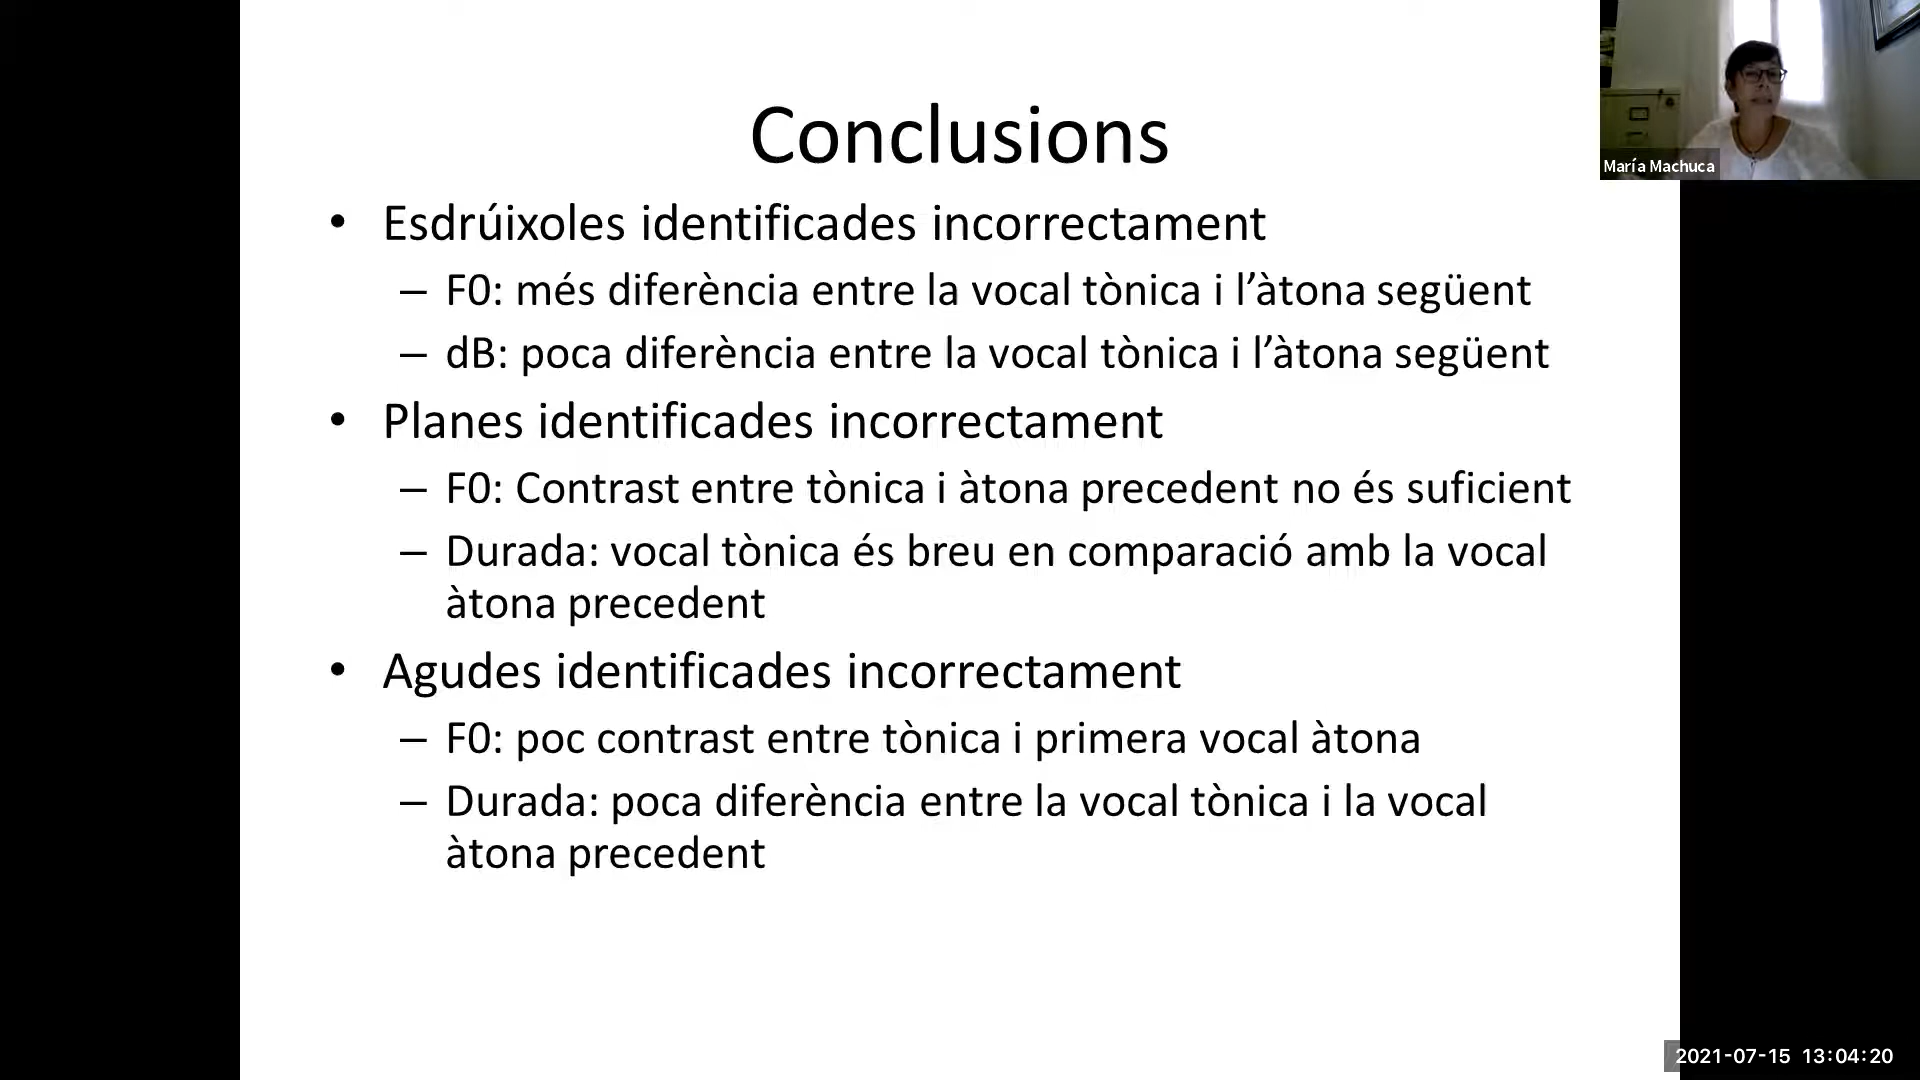 Conclusions
• Esdrúixoles identificades incorrectament
– F0: més diferència entre la vocal tònica i l’àtona següent
– dB: poca diferència entre la vocal tònica i l’àtona següent
• Planes identificades incorrectament
– F0: Contrast entre tònica i àtona precedent no és suficient
– Durada: vocal tònica és breu en comparació amb la vocal
àtona precedent
• Agudes identificades incorrectament
– F0: poc contrast entre tònica i primera vocal àtona
– Durada: poca diferència entre la vocal tònica i la vocal
àtona precedent
María Machuca
2021-07-15 13:04:20